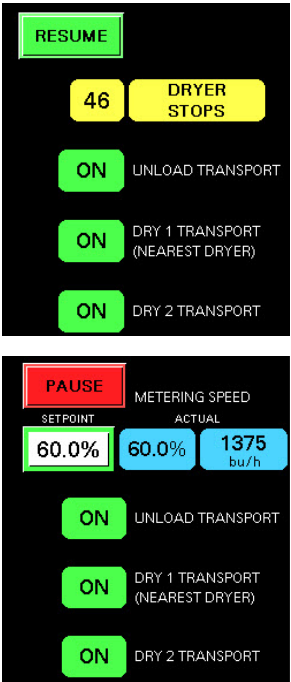 RESUME
46 DRYER
STOPS
ON UNLOAD TRANSPORT
ON DRY 1 TRANSPORT
(NEAREST DRYER)
ON DRY 2 TRANSPORT
PAUSE METERING SPEED
SETPOINT ACTUAL
60.0% 60.0% 1375
bu/h
ON UNLOAD TRANSPORT
ON DRY 1 TRANSPORT
(NEAREST DRYER)
ON DRY 2 TRANSPORT